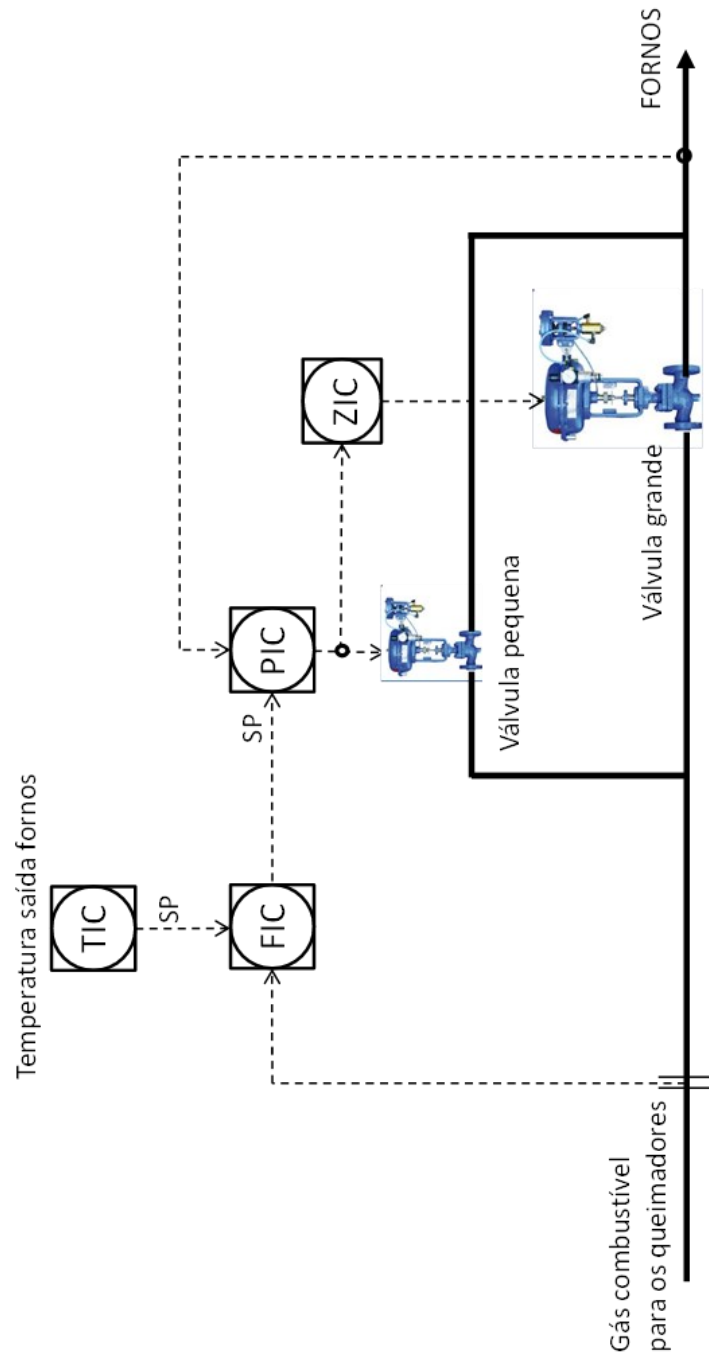 Temperatura saída fornos
TIC
SP
FIC
SP
PIC
ZIC
Válvula pequena
Válvula grande
Gás combustível
para os queimadores
FORNOS